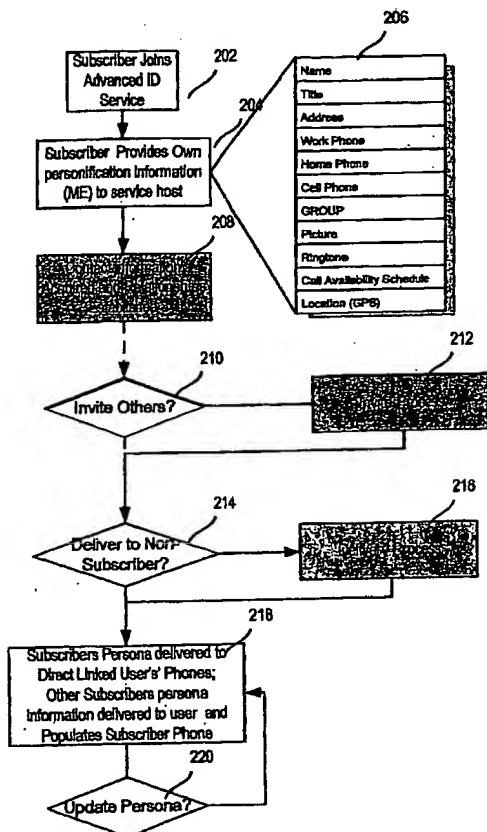 202
Subscriber Joins
Advanced ID
Service
204
Subscriber Provides Own
personification Information
(ME) to service host
206
Name
Title
Address
Work Phone
Home Phone
Cell Phone
GROUP
Picture
Ringtone
Call Availability Schedule
Location (GPS)
208
210
Invite Others?
212
214
Deliver to Non-
Subscriber?
216
218
Subscribers Persona delivered to
Direct Linked User's' Phones;
Other Subscribers persona
Information delivered to user and
Populates Subscriber Phone
220
Update Persona?